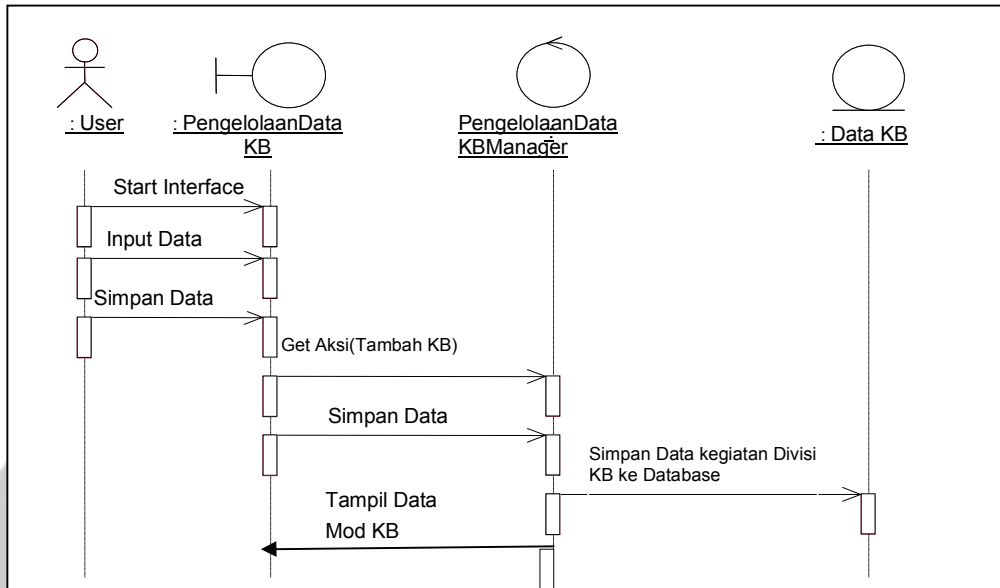 : User
: PengelolaanData
KB
PengelolaanData
KBManager
:
: Data KB
Start Interface
Input Data
Simpan Data
Get Aksi(Tambah KB)
Simpan Data
Simpan Data kegiatan Divisi
KB ke Database
Tampil Data
Mod KB